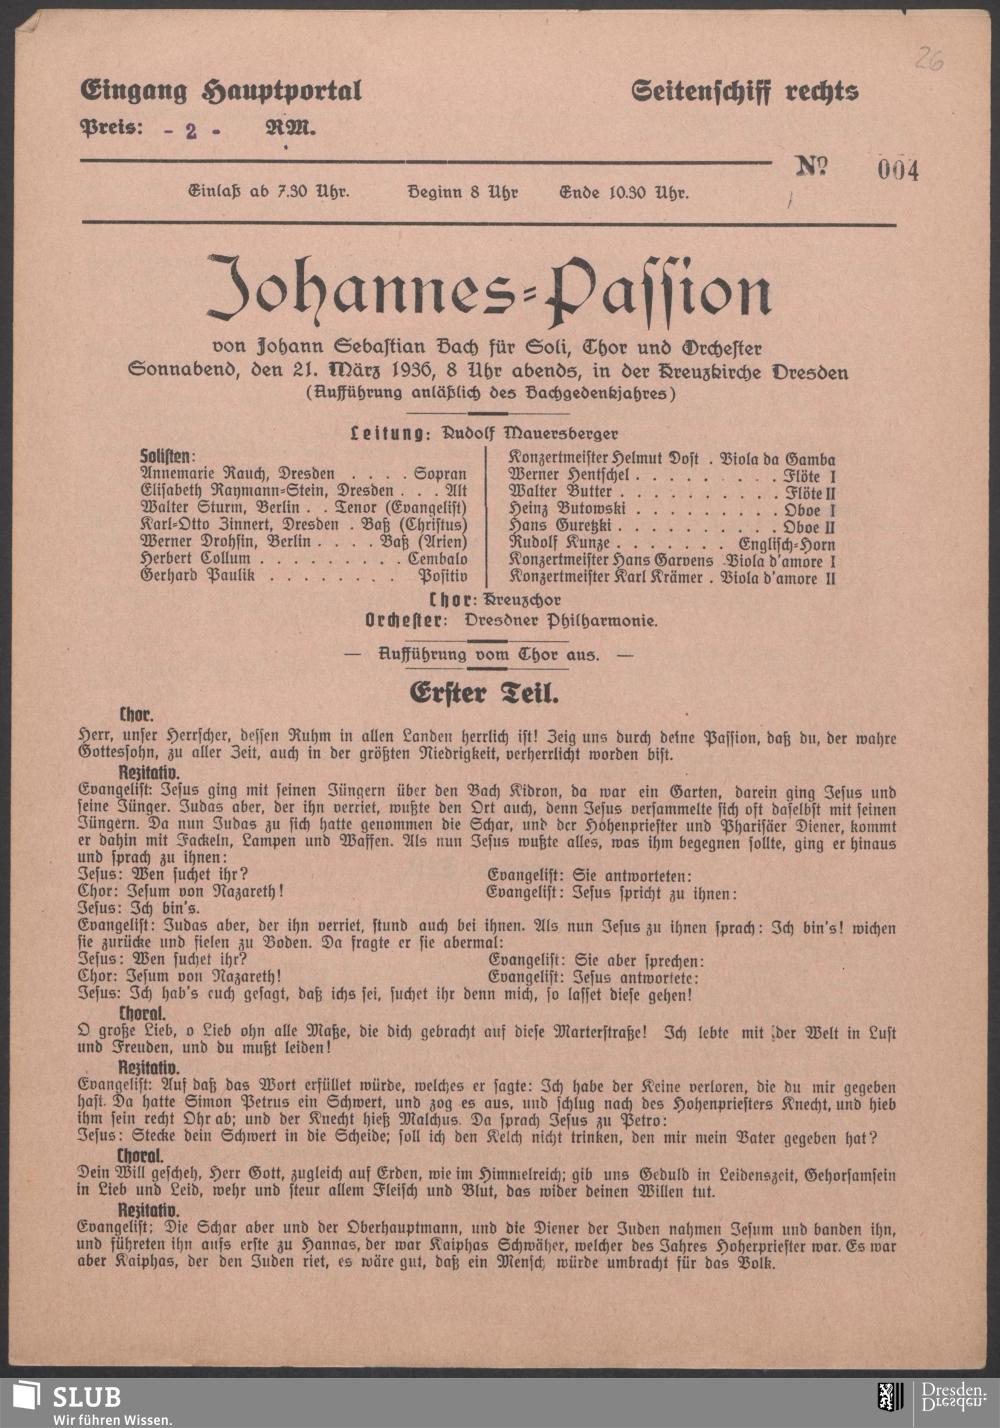 26
Eingang Hauptportal Seitenschiff rechts
Preis: - 2 - RM.
No 004
Einlaß ab 7.30 Uhr. Beginn 8 Uhr Ende 10.30 Uhr.
Johannes=Passion
von Johann Sebastian Bach für Soli, Chor und Orchester
Sonnabend, den 21. März 1936, 8 Uhr abends, in der Kreuzkirche Dresden
(Aufführung anläßlich des Bachgedenkjahres)
Leitung: Rudolf Mauersberger
Solisten:
Annemarie Rauch, Dresden . . . . Sopran
Elisabeth Raymann=Stein, Dresden . . . Alt
Walter Sturm, Berlin . . Tenor (Evangelist)
Karl=Otto Zinnert, Dresden . Baß (Christus)
Werner Drohsin, Berlin . . . . Baß (Arien)
Herbert Collum . . . . . . . . . Cembalo
Gerhard Paulik . . . . . . . . Positiv
Konzertmeister Helmut Dost . Viola da Gamba
Werner Hentschel . . . . . . . . . Flöte I
Walter Butter . . . . . . . . . . Flöte II
Heinz Butowski . . . . . . . . . . Oboe I
Hans Guretzki . . . . . . . . . . Oboe II
Rudolf Kunze . . . . . . . Englisch=Horn
Konzertmeister Hans Garvens Viola d'amore I
Konzertmeister Karl Krämer . Viola d'amore II
Chor: Kreuzchor
Orchester: Dresdner Philharmonie.
— Aufführung vom Chor aus. —
Erster Teil.
Chor.
Herr, unser Herrscher, dessen Ruhm in allen Landen herrlich ist! Zeig uns durch deine Passion, daß du, der wahre
Gottessohn, zu aller Zeit, auch in der größten Niedrigkeit, verherrlicht worden bist.
Rezitativ.
Evangelist: Jesus ging mit seinen Jüngern über den Bach Kidron, da war ein Garten, darein ging Jesus und
seine Jünger. Judas aber, der ihn verriet, wußte den Ort auch, denn Jesus versammelte sich oft daselbst mit seinen
Jüngern. Da nun Judas zu sich hatte genommen die Schar, und der Hohenpriester und Pharisäer Diener, kommt
er dahin mit Fackeln, Lampen und Waffen. Als nun Jesus wußte alles, was ihm begegnen sollte, ging er hinaus
und sprach zu ihnen:
Jesus: Wen suchet ihr? Evangelist: Sie antworteten:
Chor: Jesum von Nazareth! Evangelist: Jesus spricht zu ihnen:
Jesus: Ich bin's.
Evangelist: Judas aber, der ihn verriet, stund auch bei ihnen. Als nun Jesus zu ihnen sprach: Ich bin's! wichen
sie zurücke und fielen zu Boden. Da fragte er sie abermal:
Jesus: Wen suchet ihr? Evangelist: Sie aber sprechen:
Chor: Jesum von Nazareth! Evangelist: Jesus antwortete:
Jesus: Ich hab's euch gesagt, daß ichs sei, suchet ihr denn mich, so lasset diese gehen!
Choral.
O große Lieb, o Lieb ohn alle Maße, die dich gebracht auf diese Marterstraße! Ich lebte mit der Welt in Lust
und Freuden, und du mußt leiden!
Rezitativ.
Evangelist: Auf daß das Wort erfüllet würde, welches er sagte: Ich habe der Keine verloren, die du mir gegeben
hast. Da hatte Simon Petrus ein Schwert, und zog es aus, und schlug nach des Hohenpriesters Knecht, und hieb
ihm sein recht Ohr ab; und der Knecht hieß Malchus. Da sprach Jesus zu Petro:
Jesus: Stecke dein Schwert in die Scheide; soll ich den Kelch nicht trinken, den mir mein Vater gegeben hat?
Choral.
Dein Will gescheh, Herr Gott, zugleich auf Erden, wie im Himmelreich; gib uns Geduld in Leidenszeit, Gehorsamsein
in Lieb und Leid, wehr und steur allem Fleisch und Blut, das wider deinen Willen tut.
Rezitativ.
Evangelist: Die Schar aber und der Oberhauptmann, und die Diener der Juden nahmen Jesum und banden ihn,
und führeten ihn aufs erste zu Hannas, der war Kaiphas Schwäher, welcher des Jahres Hoherpriester war. Es war
aber Kaiphas, der den Juden riet, es wäre gut, daß ein Mensch würde umbracht für das Volk.
SLUB
Wir führen Wissen.
Dresden.
Dresden.